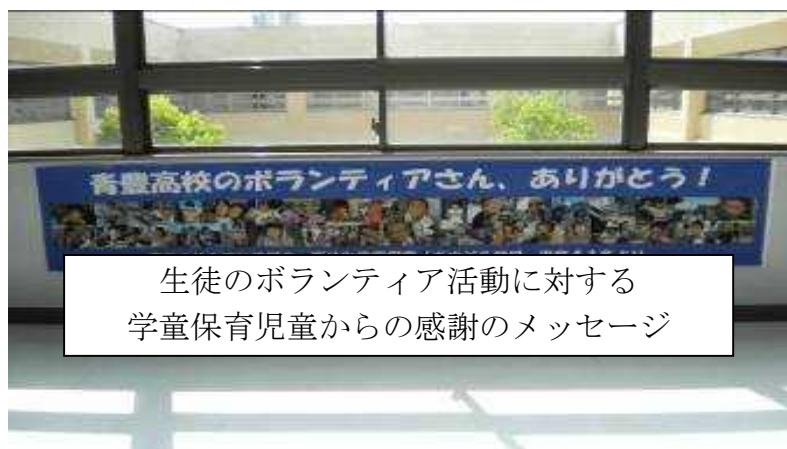 青豊高校のボランティアさん、ありがとう！
生徒のボランティア活動に対する
学童保育児童からの感謝のメッセージ